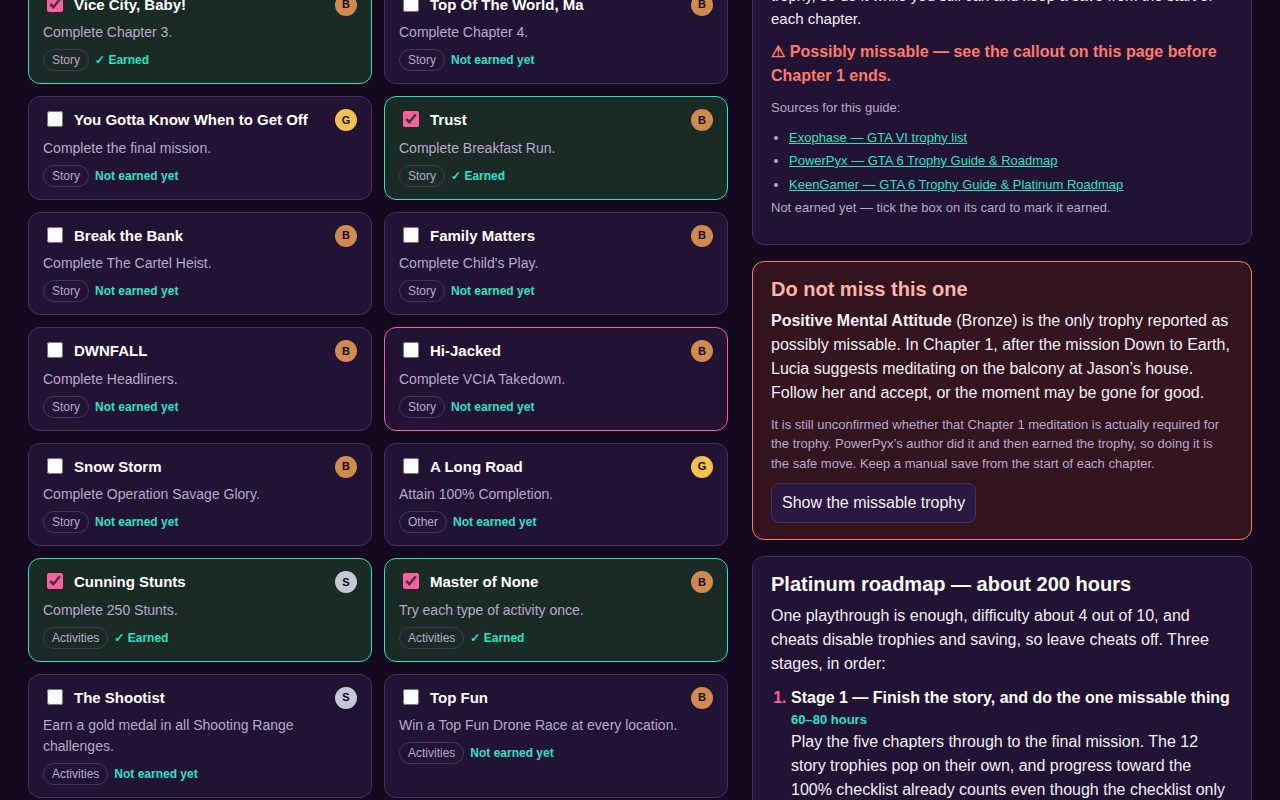 Vice City, Baby!
B
Complete Chapter 3.
Story ✓ Earned
Top Of The World, Ma
B
Complete Chapter 4.
Story Not earned yet
You Gotta Know When to Get Off
G
Complete the final mission.
Story Not earned yet
Trust
B
Complete Breakfast Run.
Story ✓ Earned
Break the Bank
B
Complete The Cartel Heist.
Story Not earned yet
Family Matters
B
Complete Child's Play.
Story Not earned yet
DWNFALL
B
Complete Headliners.
Story Not earned yet
Hi-Jacked
B
Complete VCIA Takedown.
Story Not earned yet
Snow Storm
B
Complete Operation Savage Glory.
Story Not earned yet
A Long Road
G
Attain 100% Completion.
Other Not earned yet
Cunning Stunts
S
Complete 250 Stunts.
Activities ✓ Earned
Master of None
B
Try each type of activity once.
Activities ✓ Earned
The Shootist
S
Earn a gold medal in all Shooting Range
challenges.
Activities Not earned yet
Top Fun
B
Win a Top Fun Drone Race at every location.
Activities Not earned yet
each chapter.
⚠ Possibly missable — see the callout on this page before
Chapter 1 ends.
Sources for this guide:
• Exophase — GTA VI trophy list
• PowerPyx — GTA 6 Trophy Guide & Roadmap
• KeenGamer — GTA 6 Trophy Guide & Platinum Roadmap
Not earned yet — tick the box on its card to mark it earned.
Do not miss this one
Positive Mental Attitude (Bronze) is the only trophy reported as
possibly missable. In Chapter 1, after the mission Down to Earth,
Lucia suggests meditating on the balcony at Jason’s house.
Follow her and accept, or the moment may be gone for good.
It is still unconfirmed whether that Chapter 1 meditation is actually required for
the trophy. PowerPyx’s author did it and then earned the trophy, so doing it is
the safe move. Keep a manual save from the start of each chapter.
Show the missable trophy
Platinum roadmap — about 200 hours
One playthrough is enough, difficulty about 4 out of 10, and
cheats disable trophies and saving, so leave cheats off. Three
stages, in order:
1. Stage 1 — Finish the story, and do the one missable thing
60–80 hours
Play the five chapters through to the final mission. The 12
story trophies pop on their own, and progress toward the
100% checklist already counts even though the checklist only